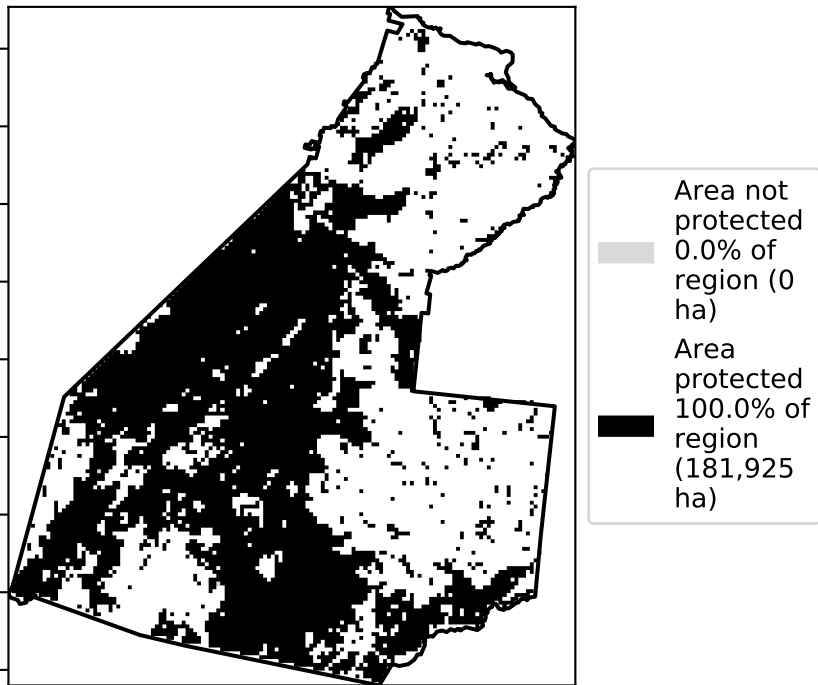 Area not
protected
0.0% of
region (0
ha)
Area
protected
100.0% of
region
(181,925
ha)